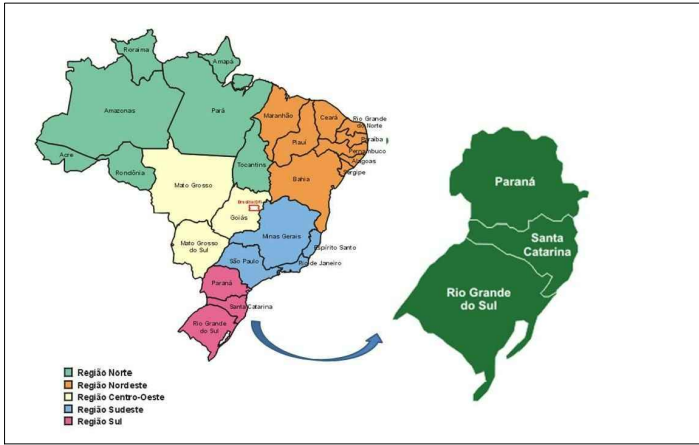 Roraima
Amapá
Amazonas
Pará
Maranhão
Ceará
Rio Grande
do Norte
Paraíba
Piauí
Pernambuco
Acre
Alagoas
Tocantins
Sergipe
Rondônia
Bahia
Mato Grosso
Brasília(DF)
Goiás
Mato Grosso
do Sul
Minas Gerais
Espírito Santo
São Paulo
Rio de Janeiro
Paraná
Santa Catarina
Rio Grande
do Sul
Paraná
Santa
Catarina
Rio Grande
do Sul
Região Norte
Região Nordeste
Região Centro-Oeste
Região Sudeste
Região Sul